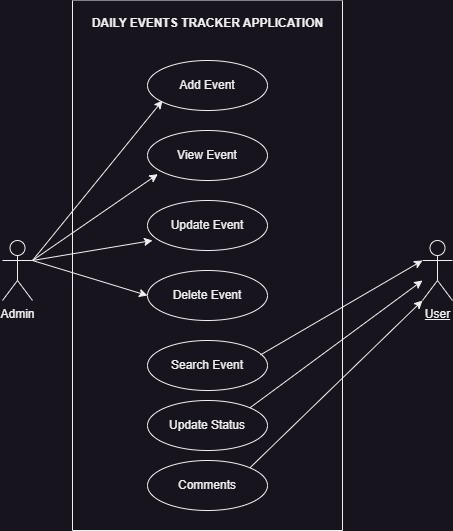 DAILY EVENTS TRACKER APPLICATION
Add Event
View Event
Update Event
Delete Event
Admin
User
Search Event
Update Status
Comments